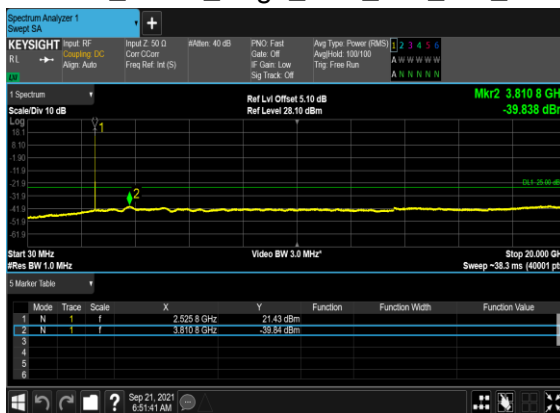 Spectrum Analyzer 1
Swept SA
KEYSIGHT
RL
Input: RF
Coupling: DC
Align: Auto
Input Z: 50 Ω
Corr CCorr
Freq Ref: Int (S)
#Atten: 40 dB
PNO: Fast
Gate: Off
IF Gain: Low
Sig Track: Off
Avg Type: Power (RMS)
Avg|Hold: 100/100
Trig: Free Run
1 2 3 4 5 6
A W W W W W
A N N N N N
1 Spectrum
Scale/Div 10 dB
Ref Lvl Offset 5.10 dB
Ref Level 28.10 dBm
Mkr2 3.810 8 GH
-39.838 dBr
Log
18.1
8.10
-1.90
-11.9
-21.9
-31.9
-41.9
-51.9
-61.9
1
2
DL1 -25.00 dB
Start 30 MHz
#Res BW 1.0 MHz
Video BW 3.0 MHz*
Stop 20.000 GH
Sweep ~38.3 ms (40001 pt
5 Marker Table
Mode Trace Scale X Y Function Function Width Function Value
1 N 1 f 2.525 8 GHz 21.43 dBm
2 N 1 f 3.810 8 GHz -39.84 dBm
3
4
5
6
Sep 21, 2021
6:51:41 AM